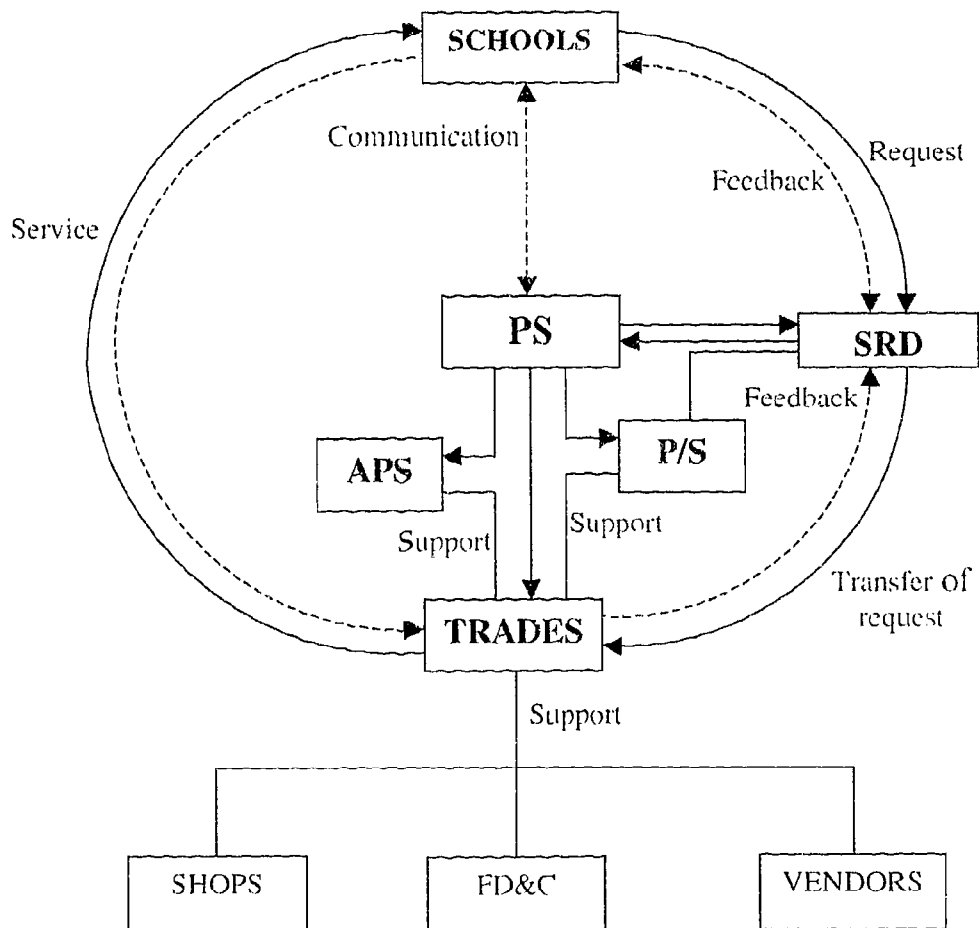 SCHOOLS
Communication
Request
Feedback
Service
PS
SRD
Feedback
APS
P/S
Support
Support
Transfer of
request
TRADES
Support
SHOPS
FD&C
VENDORS